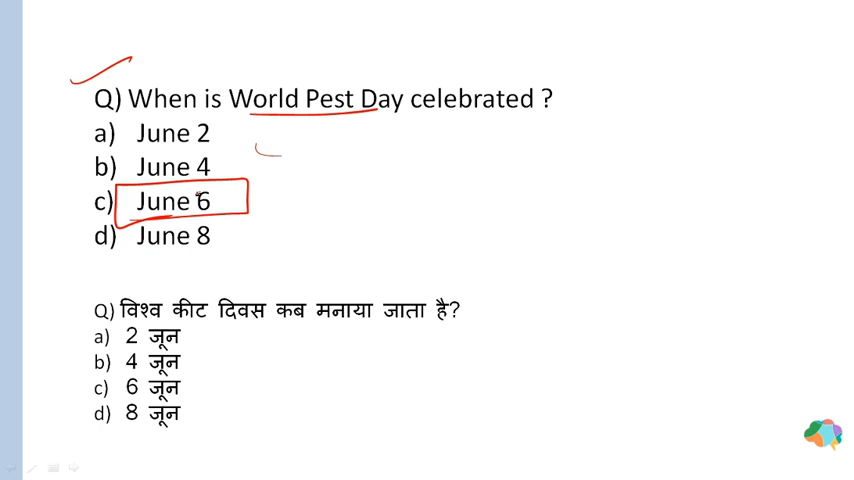 Q) When is World Pest Day celebrated ?
a) June 2
b) June 4
c) June 6
d) June 8
Q) विश्व कीट दिवस कब मनाया जाता है?
a) 2 जून
b) 4 जून
c) 6 जून
d) 8 जून